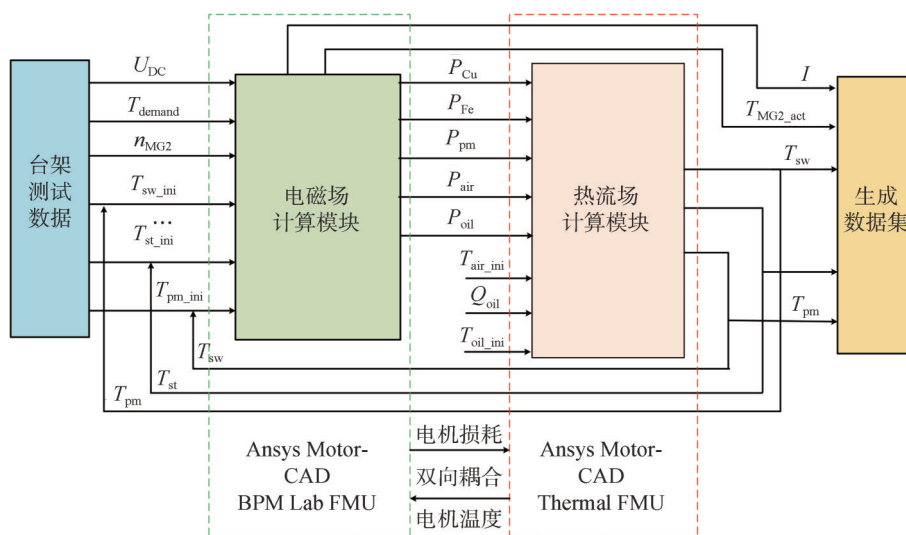 台架
测试
数据
U_DC
T_demand
n_MG2
T_sw_ini
…
T_st_ini
T_pm_ini
T_sw
T_st
T_pm
电磁场
计算模块
P_Cu
P_Fe
P_pm
P_air
P_oil
T_air_ini
Q_oil
T_oil_ini
热流场
计算模块
I
T_MG2_act
T_sw
T_pm
生成
数据集
Ansys Motor-
CAD
BPM Lab FMU
电机损耗
双向耦合
电机温度
Ansys Motor-
CAD
Thermal FMU